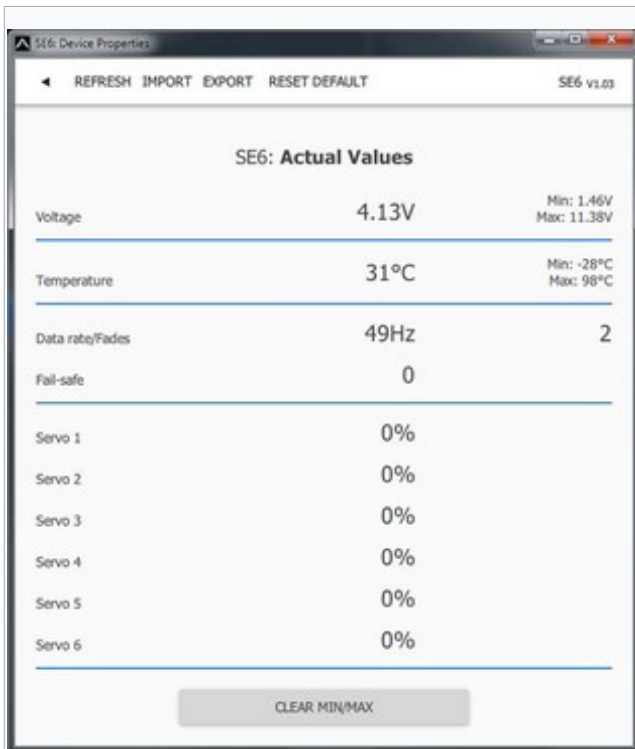 SE6: Device Properties
◄ REFRESH IMPORT EXPORT RESET DEFAULT SE6 V1.03
SE6: Actual Values
Voltage 4.13V Min: 1.46V
Max: 11.38V
Temperature 31°C Min: -28°C
Max: 98°C
Data rate/Fades 49Hz 2
Fail-safe 0
Servo 1 0%
Servo 2 0%
Servo 3 0%
Servo 4 0%
Servo 5 0%
Servo 6 0%
CLEAR MIN/MAX